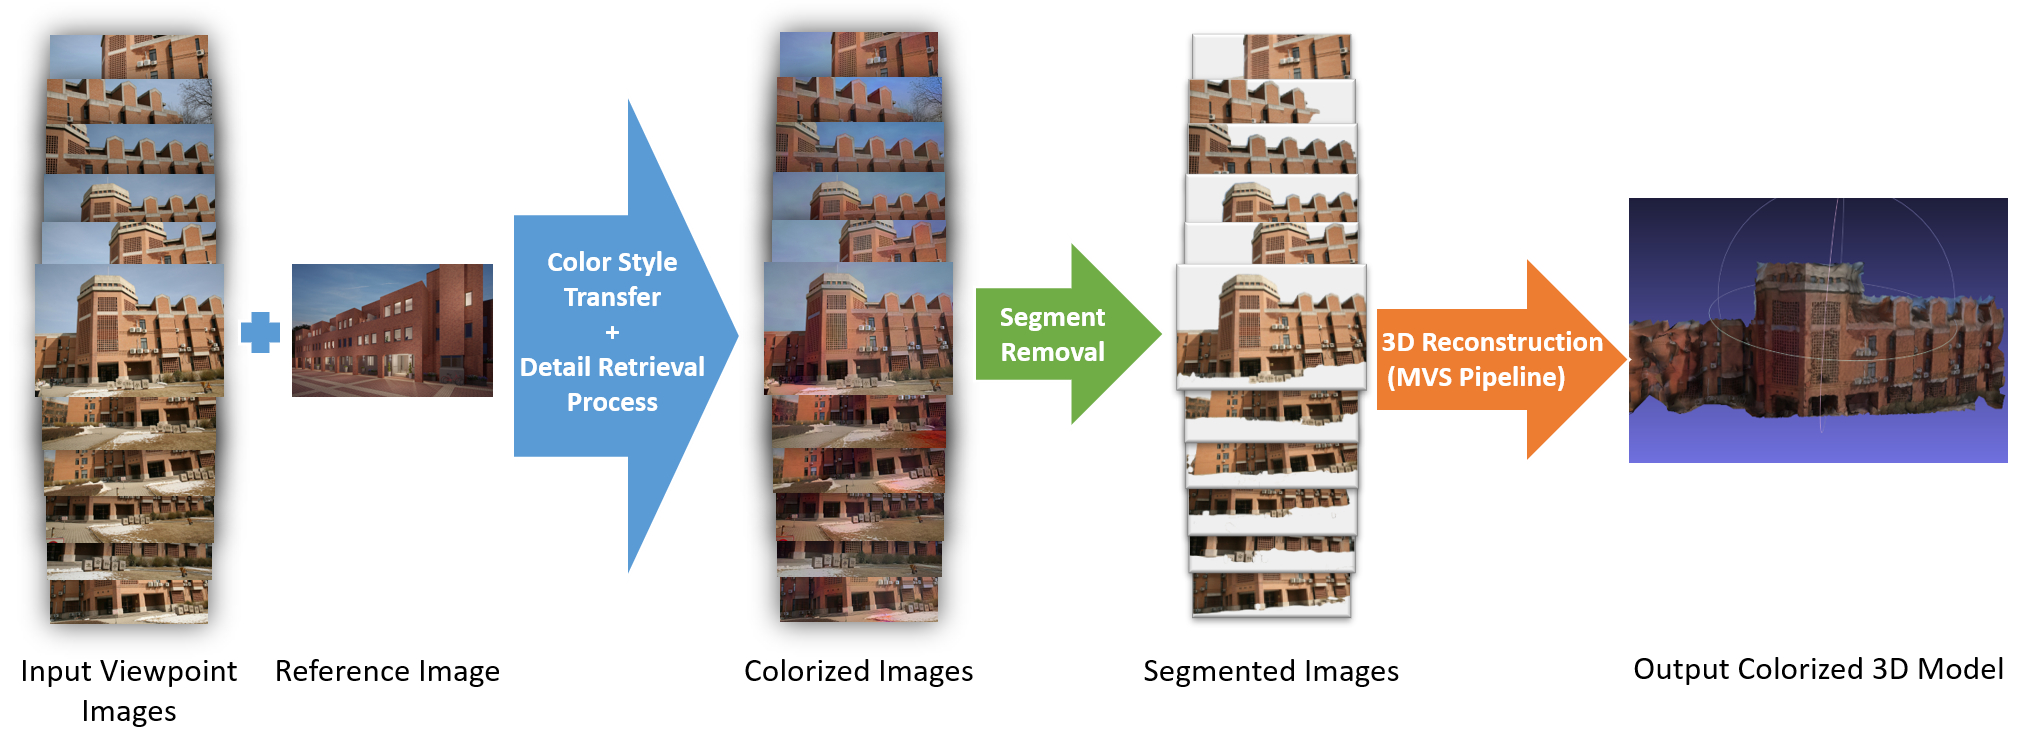 Color Style
Transfer
+
Detail Retrieval
Process
Segment
Removal
3D Reconstruction
(MVS Pipeline)
Input Viewpoint
Images
Reference Image
Colorized Images
Segmented Images
Output Colorized 3D Model